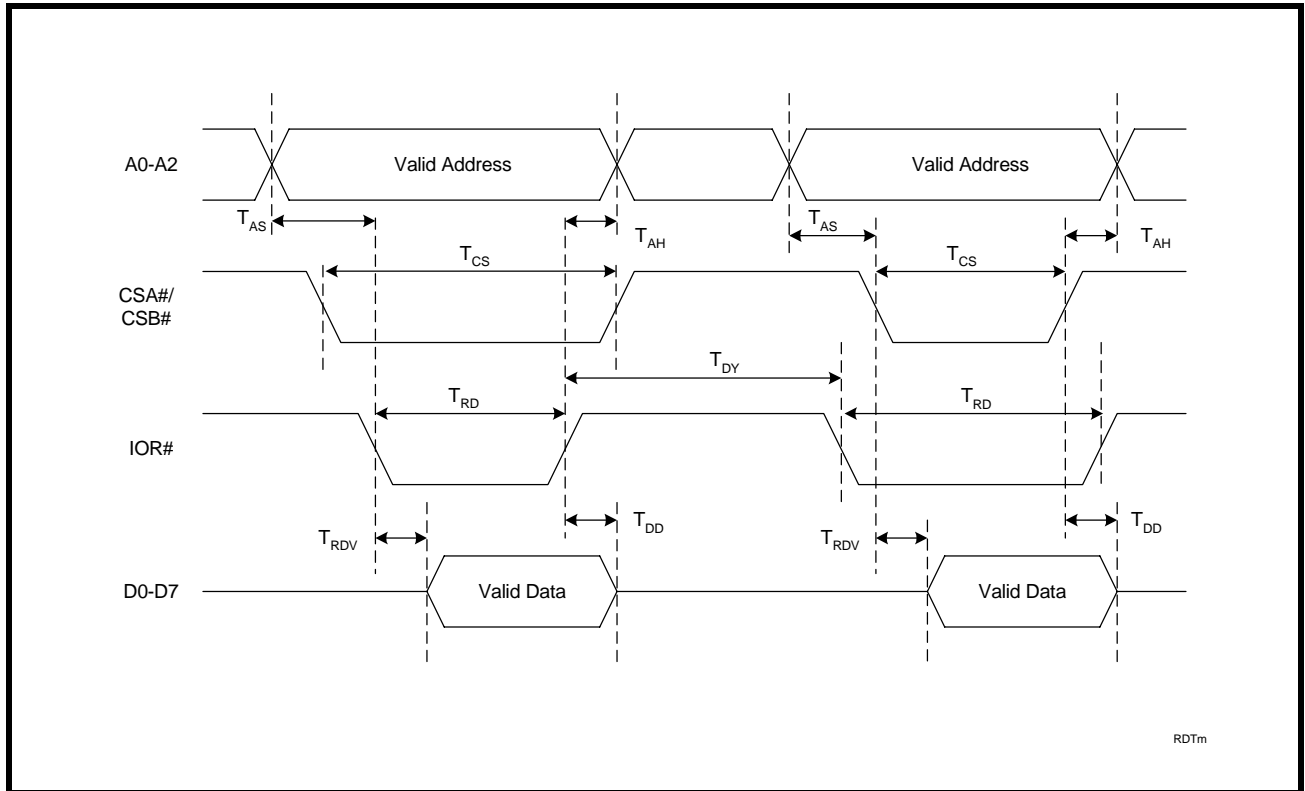 A0-A2
Valid Address
Valid Address
TAS
TAH
TAS
TAH
TCS
TCS
CSA#/
CSB#
TDY
TRD
TRD
IOR#
TRDV
TDD
TRDV
TDD
D0-D7
Valid Data
Valid Data
RDTm